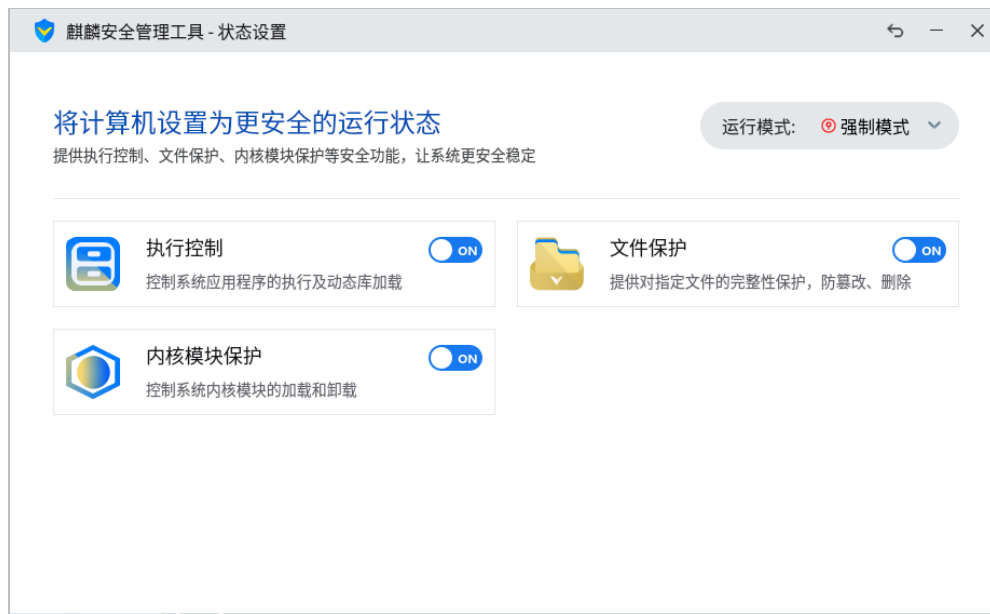 麒麟安全管理工具 - 状态设置
将计算机设置为更安全的运行状态
运行模式: 强制模式
提供执行控制、文件保护、内核模块保护等安全功能，让系统更安全稳定
执行控制 ON
控制系统应用程序的执行及动态库加载
文件保护 ON
提供对指定文件的完整性保护，防篡改、删除
内核模块保护 ON
控制系统内核模块的加载和卸载